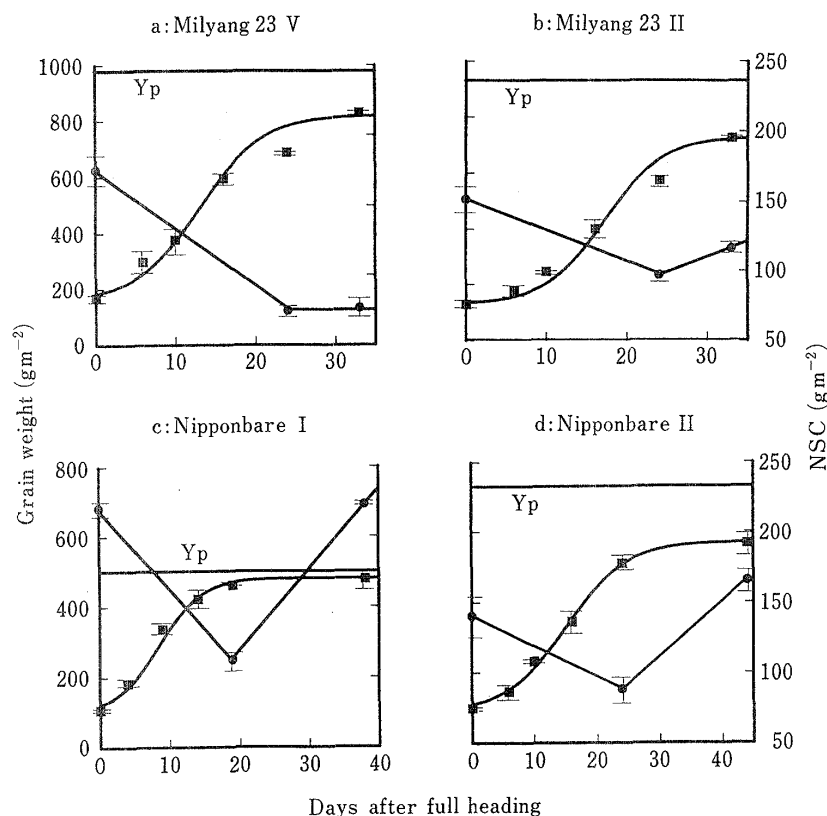 a: Milyang 23 V
b: Milyang 23 II
1000
800
600
400
200
0
Yp
0 10 20 30
250
200
150
100
50
Yp
0 10 20 30
Grain weight (gm⁻²)
NSC (gm⁻²)
c: Nipponbare I
d: Nipponbare II
800
600
400
200
0
Yp
0 10 20 30 40
250
200
150
100
50
Yp
0 10 20 30 40
Days after full heading